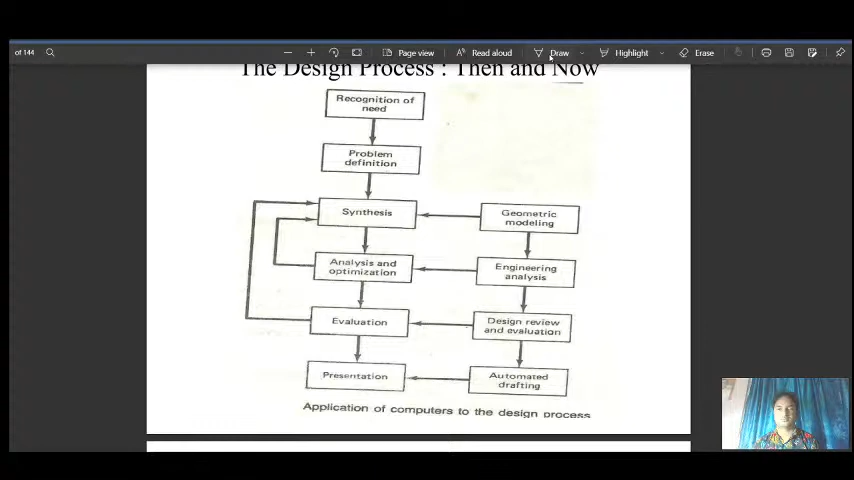 of 144
Page view
Read aloud
Draw
Highlight
Erase
The Design Process : Then and Now
Recognition of
need
Problem
definition
Synthesis
Geometric
modeling
Analysis and
optimization
Engineering
analysis
Evaluation
Design review
and evaluation
Presentation
Automated
drafting
Application of computers to the design process